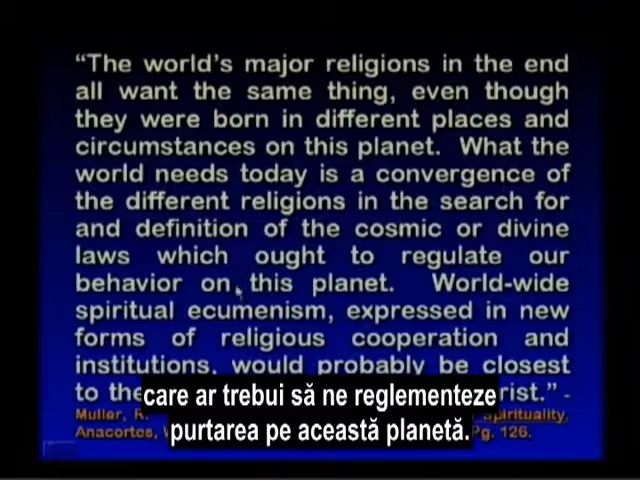 “The world’s major religions in the end
all want the same thing, even though
they were born in different places and
circumstances on this planet. What the
world needs today is a convergence of
the different religions in the search for
and definition of the cosmic or divine
laws which ought to regulate our
behavior on this planet. World-wide
spiritual ecumenism, expressed in new
forms of religious cooperation and
institutions, would probably be closest
to the rist.” -
Muller, R. Spirituality,
Anacortes, Pg. 126.
care ar trebui să ne reglementeze
purtarea pe această planetă.